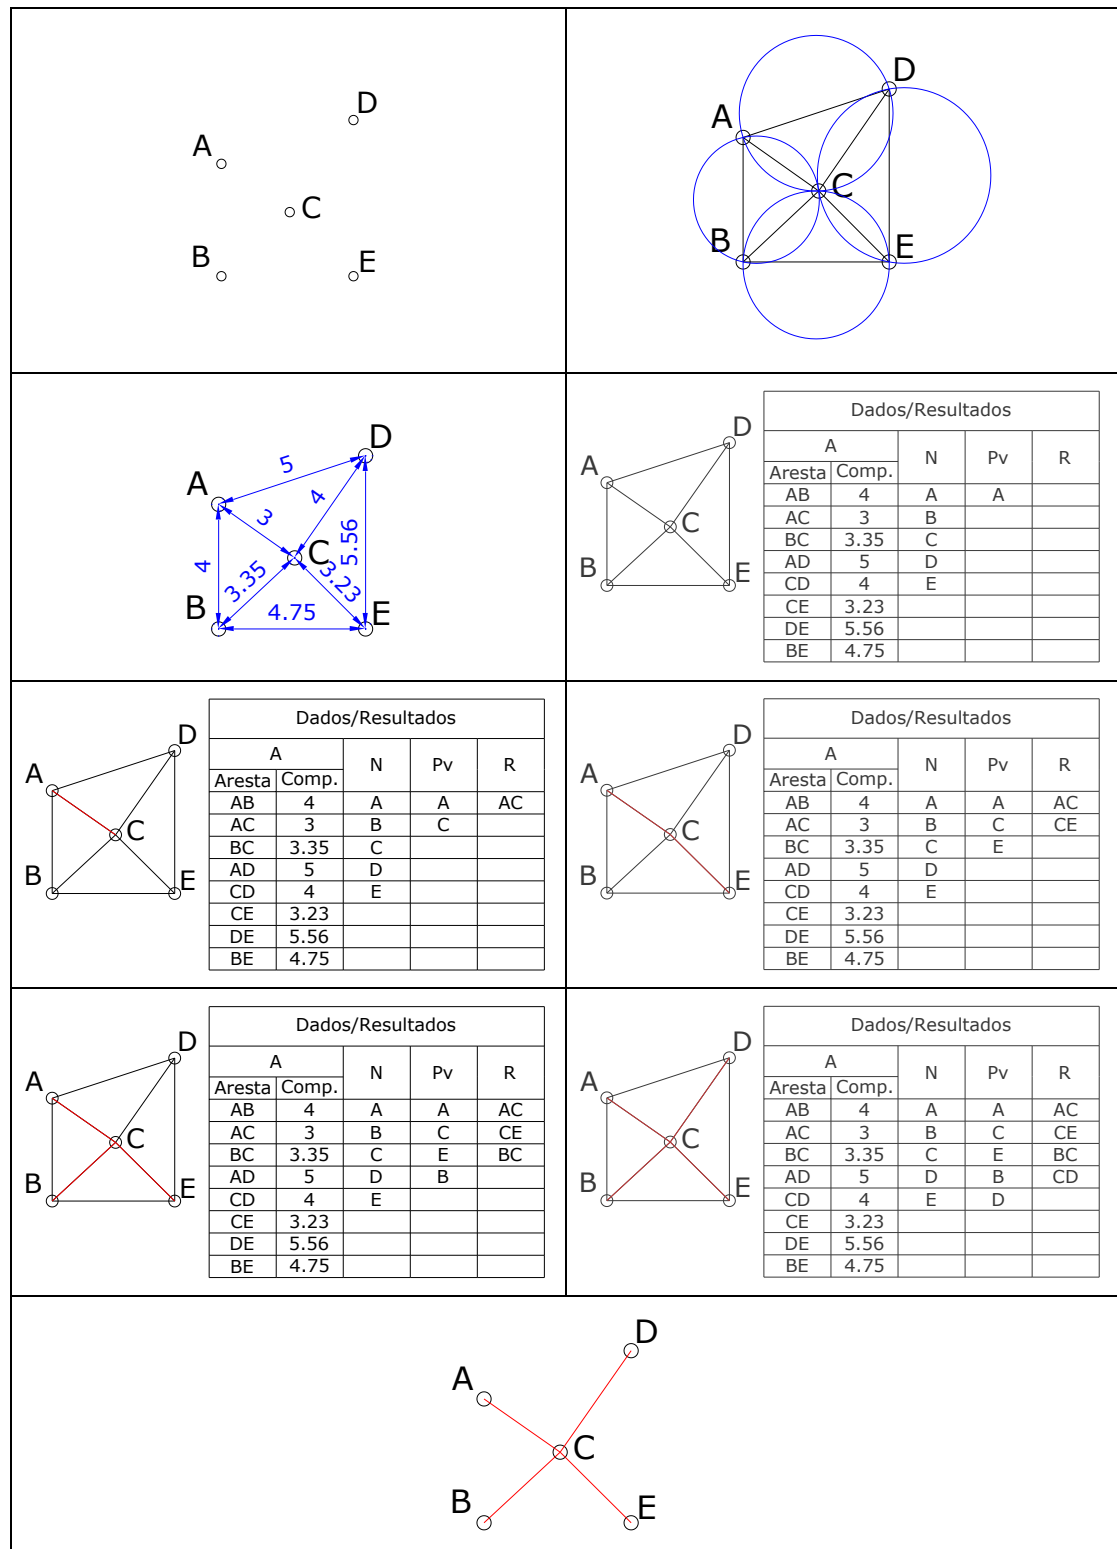 D
A
C
B
E
D
A
C
B
E
D
A
C
B
E
5
4
3
4
5.56
3.35
3.23
4.75
D
A
C
B
E
Dados/Resultados
A N Pv R
Aresta Comp.
AB 4 A A
AC 3 B
BC 3.35 C
AD 5 D
CD 4 E
CE 3.23
DE 5.56
BE 4.75
D
A
C
B
E
Dados/Resultados
A N Pv R
Aresta Comp.
AB 4 A A AC
AC 3 B C
BC 3.35 C
AD 5 D
CD 4 E
CE 3.23
DE 5.56
BE 4.75
D
A
C
B
E
Dados/Resultados
A N Pv R
Aresta Comp.
AB 4 A A AC
AC 3 B C CE
BC 3.35 C E
AD 5 D
CD 4 E
CE 3.23
DE 5.56
BE 4.75
D
A
C
B
E
Dados/Resultados
A N Pv R
Aresta Comp.
AB 4 A A AC
AC 3 B C CE
BC 3.35 C E BC
AD 5 D B
CD 4 E
CE 3.23
DE 5.56
BE 4.75
D
A
C
B
E
Dados/Resultados
A N Pv R
Aresta Comp.
AB 4 A A AC
AC 3 B C CE
BC 3.35 C E BC
AD 5 D B CD
CD 4 E D
CE 3.23
DE 5.56
BE 4.75
D
A
C
B
E